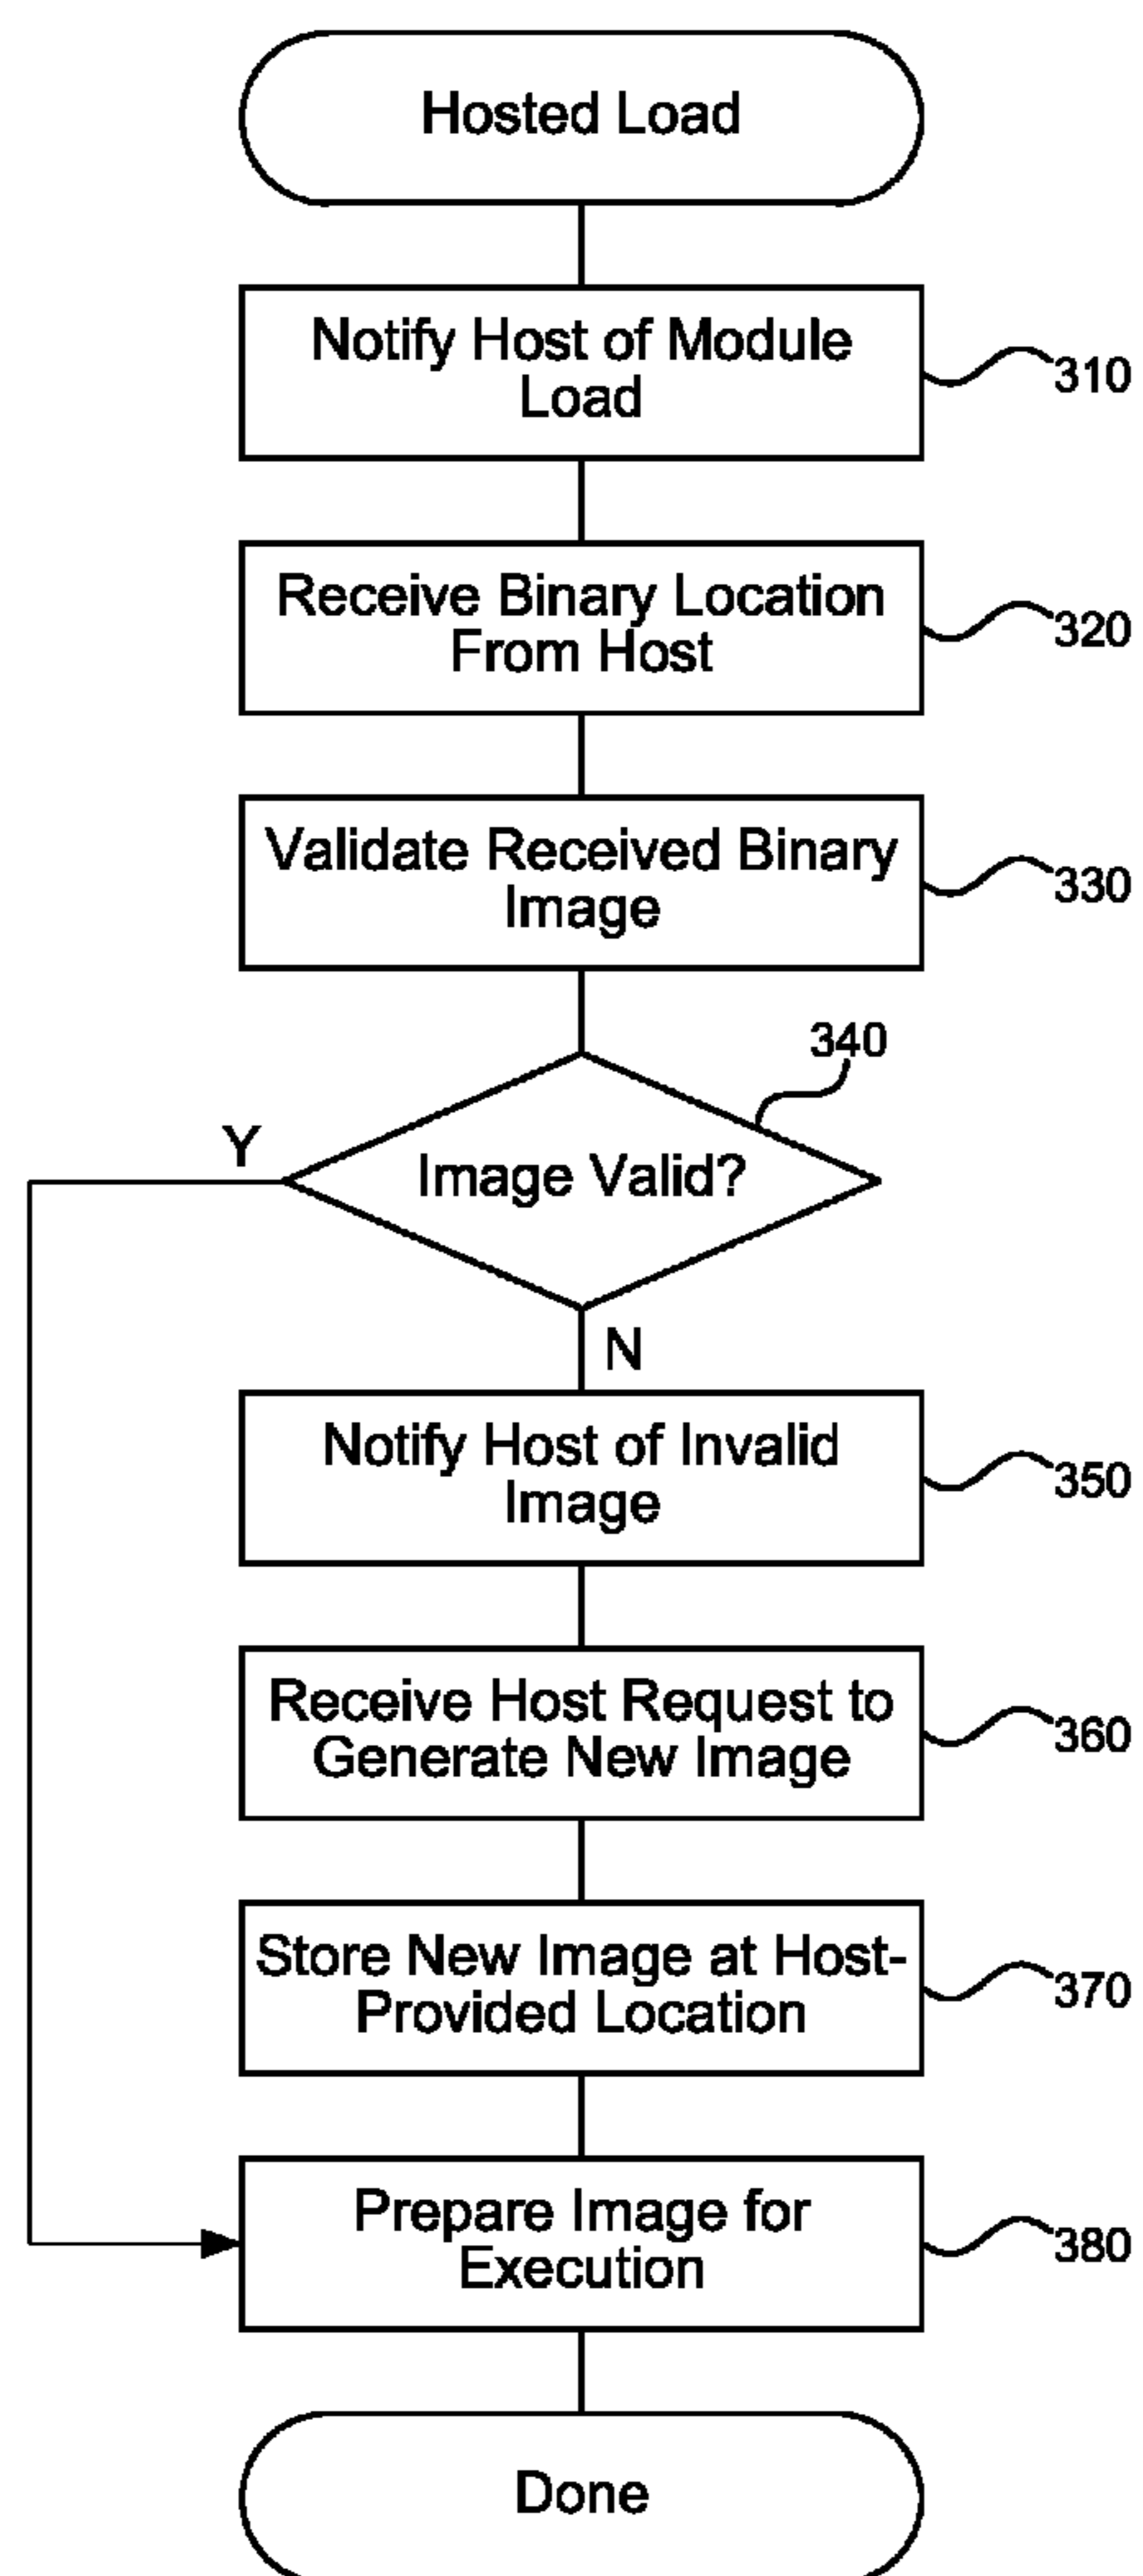 Hosted Load
Notify Host of Module
Load
310
Receive Binary Location
From Host
320
Validate Received Binary
Image
330
340
Image Valid?
Y
N
Notify Host of Invalid
Image
350
Receive Host Request to
Generate New Image
360
Store New Image at Host-
Provided Location
370
Prepare Image for
Execution
380
Done